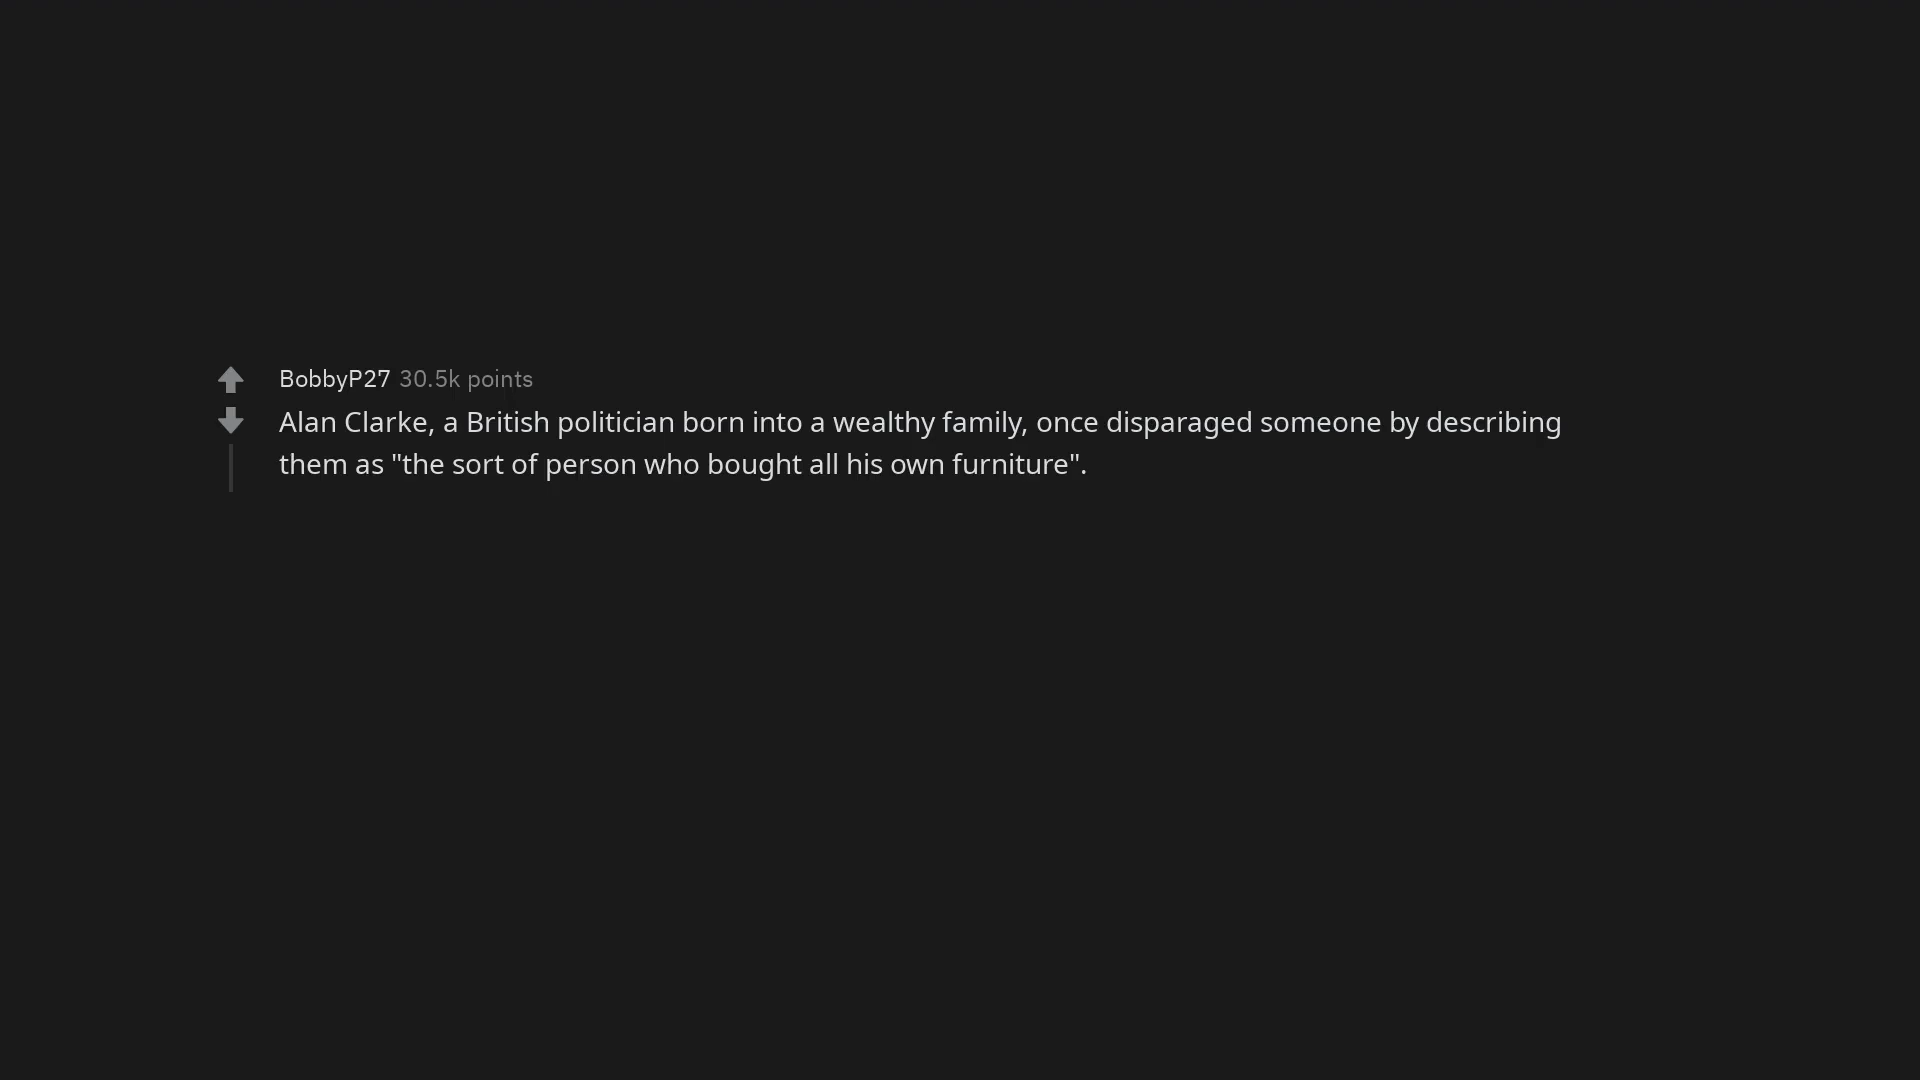 BobbyP27 30.5k points
Alan Clarke, a British politician born into a wealthy family, once disparaged someone by describing
them as "the sort of person who bought all his own furniture".